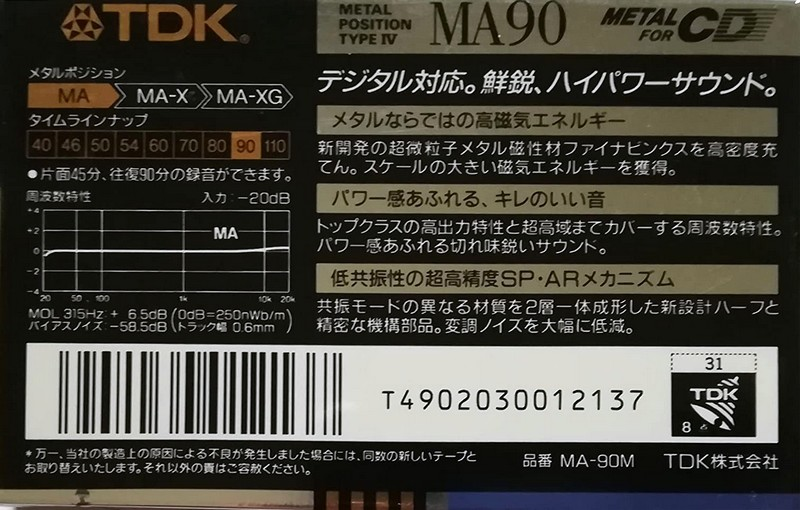 TDK
METAL POSITION TYPE IV
MA90
METAL FOR CD
メタルポジション
MA MA-X MA-XG
タイムラインナップ
40 46 50 54 60 70 80 90 110
●片面45分、往復90分の録音ができます。
周波数特性 入力:-20dB
+4
+2
0
-2
-4
MA
20 50 100 1k 10k 20k
MOL 315Hz:+ 6.5dB (0dB=250nWb/m)
バイアスノイズ:-58.5dB (トラック幅 0.6mm)
デジタル対応。鮮鋭、ハイパワーサウンド。
メタルならではの高磁気エネルギー
新開発の超微粒子メタル磁性材ファイナビンクスを高密度充
てん。スケールの大きい磁気エネルギーを獲得。
パワー感あふれる、キレのいい音
トップクラスの高出力特性と超高域までカバーする周波数特性。
パワー感あふれる切れ味鋭いサウンド。
低共振性の超高精度SP・ARメカニズム
共振モードの異なる材質を2層一体成形した新設計ハーフと
精密な機構部品。変調ノイズを大幅に低減。
T4902030012137
31
TDK
8
*万一、当社の製造上の原因による不良が発生しました場合には、同数の新しいテープと
お取り替えいたします。それ以外の責はご容赦ください。
品番 MA-90M TDK株式会社